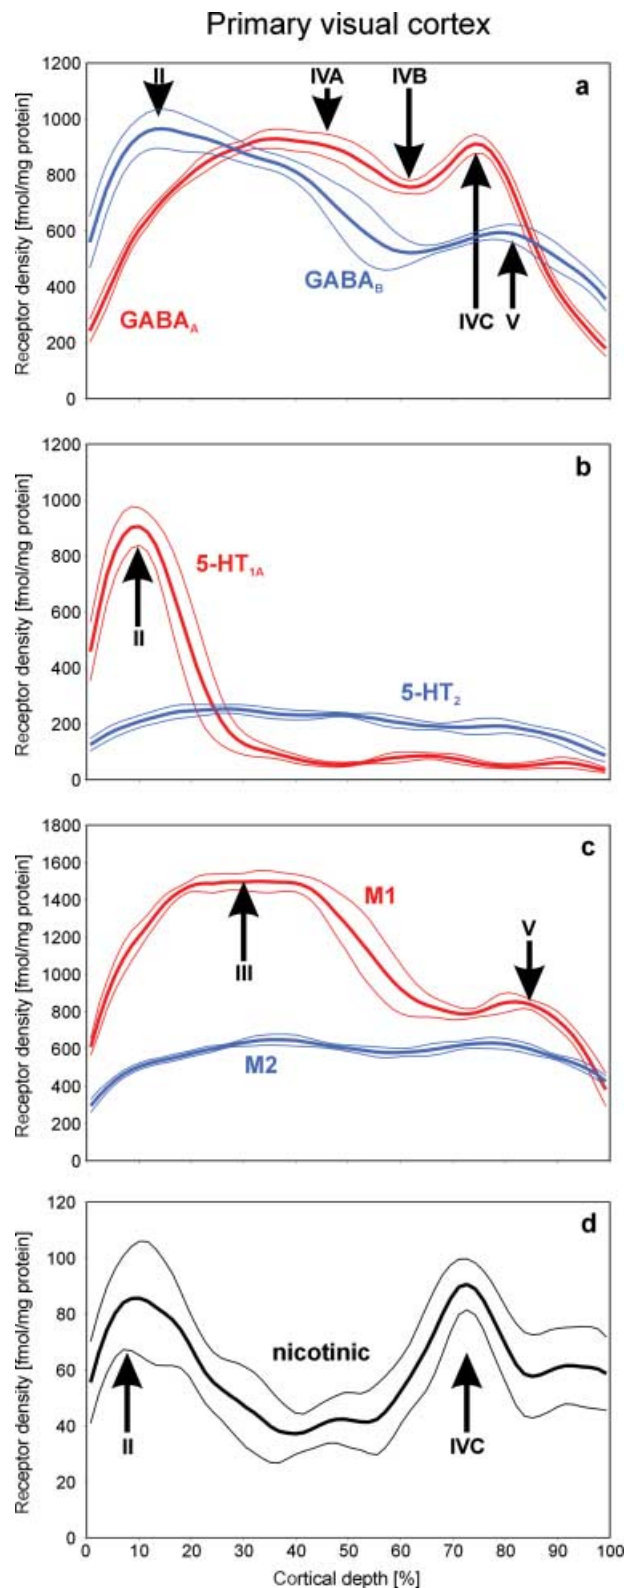 Primary visual cortex
Receptor density [fmol/mg protein]
1200
1000
800
600
400
200
0
II
IVA
IVB
a
GABAA
GABAB
IVC
V
Receptor density [fmol/mg protein]
1200
1000
800
600
400
200
0
b
5-HT1A
II
5-HT2
Receptor density [fmol/mg protein]
1800
1600
1400
1200
1000
800
600
400
200
0
c
M1
III
V
M2
Receptor density [fmol/mg protein]
120
100
80
60
40
20
0
d
nicotinic
II
IVC
0 10 20 30 40 50 60 70 80 90 100
Cortical depth [%]